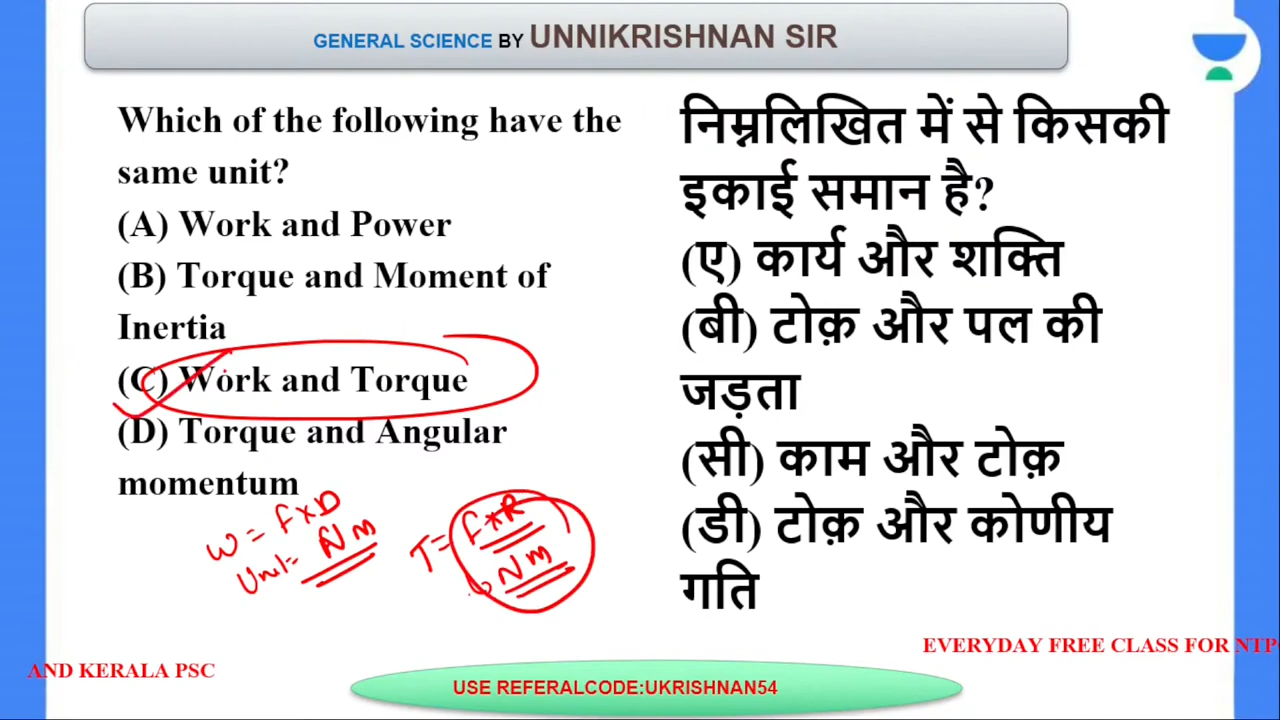 GENERAL SCIENCE BY UNNIKRISHNAN SIR
Which of the following have the
same unit?
(A) Work and Power
(B) Torque and Moment of
Inertia
(C) Work and Torque
(D) Torque and Angular
momentum
W = F×D
Unit= Nm
T= F*R
Nm
निम्नलिखित में से किसकी
इकाई समान है?
(ए) कार्य और शक्ति
(बी) टोक़ और पल की
जड़ता
(सी) काम और टोक़
(डी) टोक़ और कोणीय
गति
EVERYDAY FREE CLASS FOR NTP
AND KERALA PSC
USE REFERALCODE:UKRISHNAN54